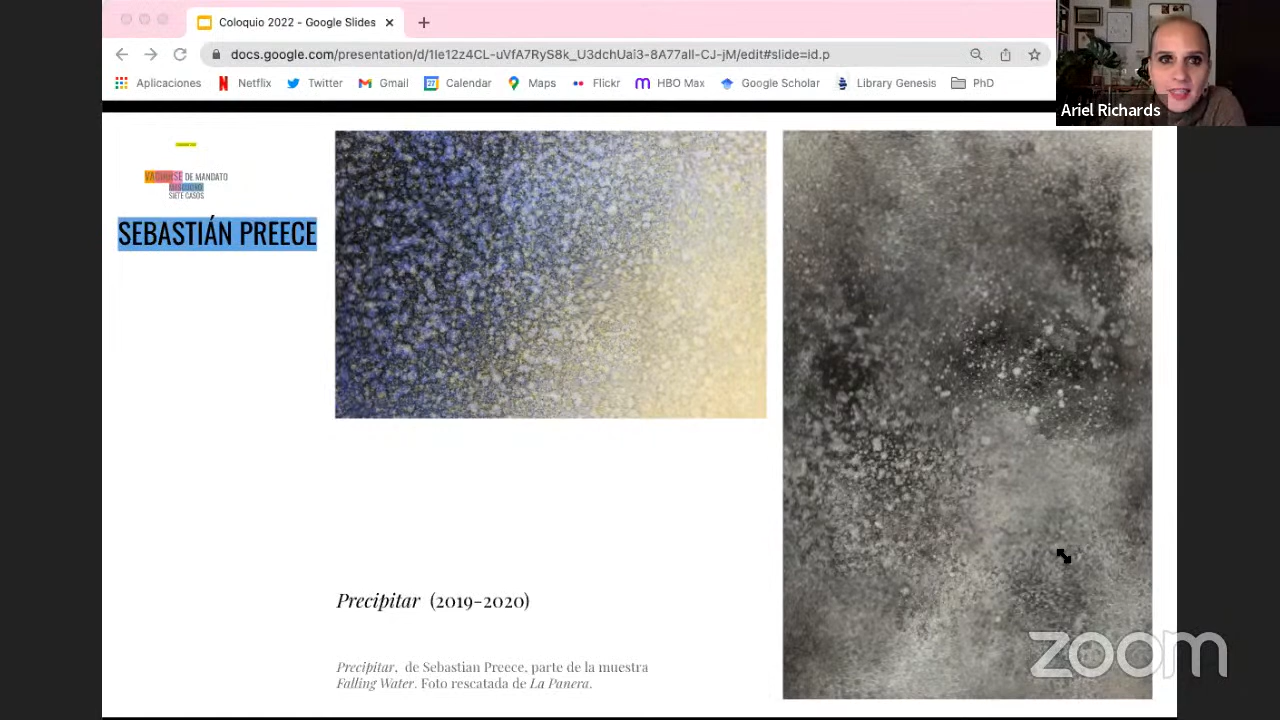 Coloquio 2022 - Google Slides
docs.google.com/presentation/d/1Ie12z4CL-uVfA7RyS8k_U3dchUai3-8A77all-CJ-jM/edit#slide=id.p
Aplicaciones Netflix Twitter Gmail Calendar Maps Flickr HBO Max Google Scholar Library Genesis PhD
Ariel Richards
DE MANDATO
SIETE CASOS
SEBASTIÁN PREECE
Precipitar (2019-2020)
Precipitar, de Sebastian Preece, parte de la muestra
Falling Water. Foto rescatada de La Panera.
zoom